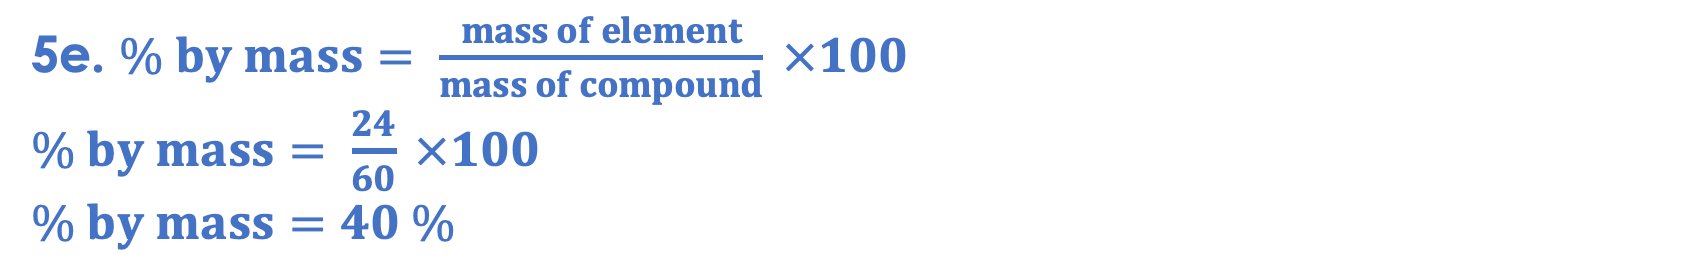 5e. % by mass = mass of element / mass of compound ×100
% by mass = 24 / 60 ×100
% by mass = 40 %